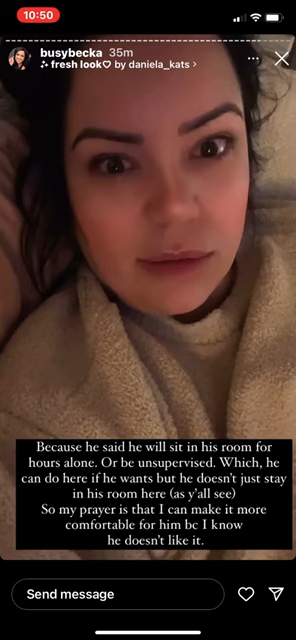 10:50
busybecka 35m
fresh look♡ by daniela_kats >
Because he said he will sit in his room for
hours alone. Or be unsupervised. Which, he
can do here if he wants but he doesn't just stay
in his room here (as y'all see)
So my prayer is that I can make it more
comfortable for him bc I know
he doesn't like it.
Send message